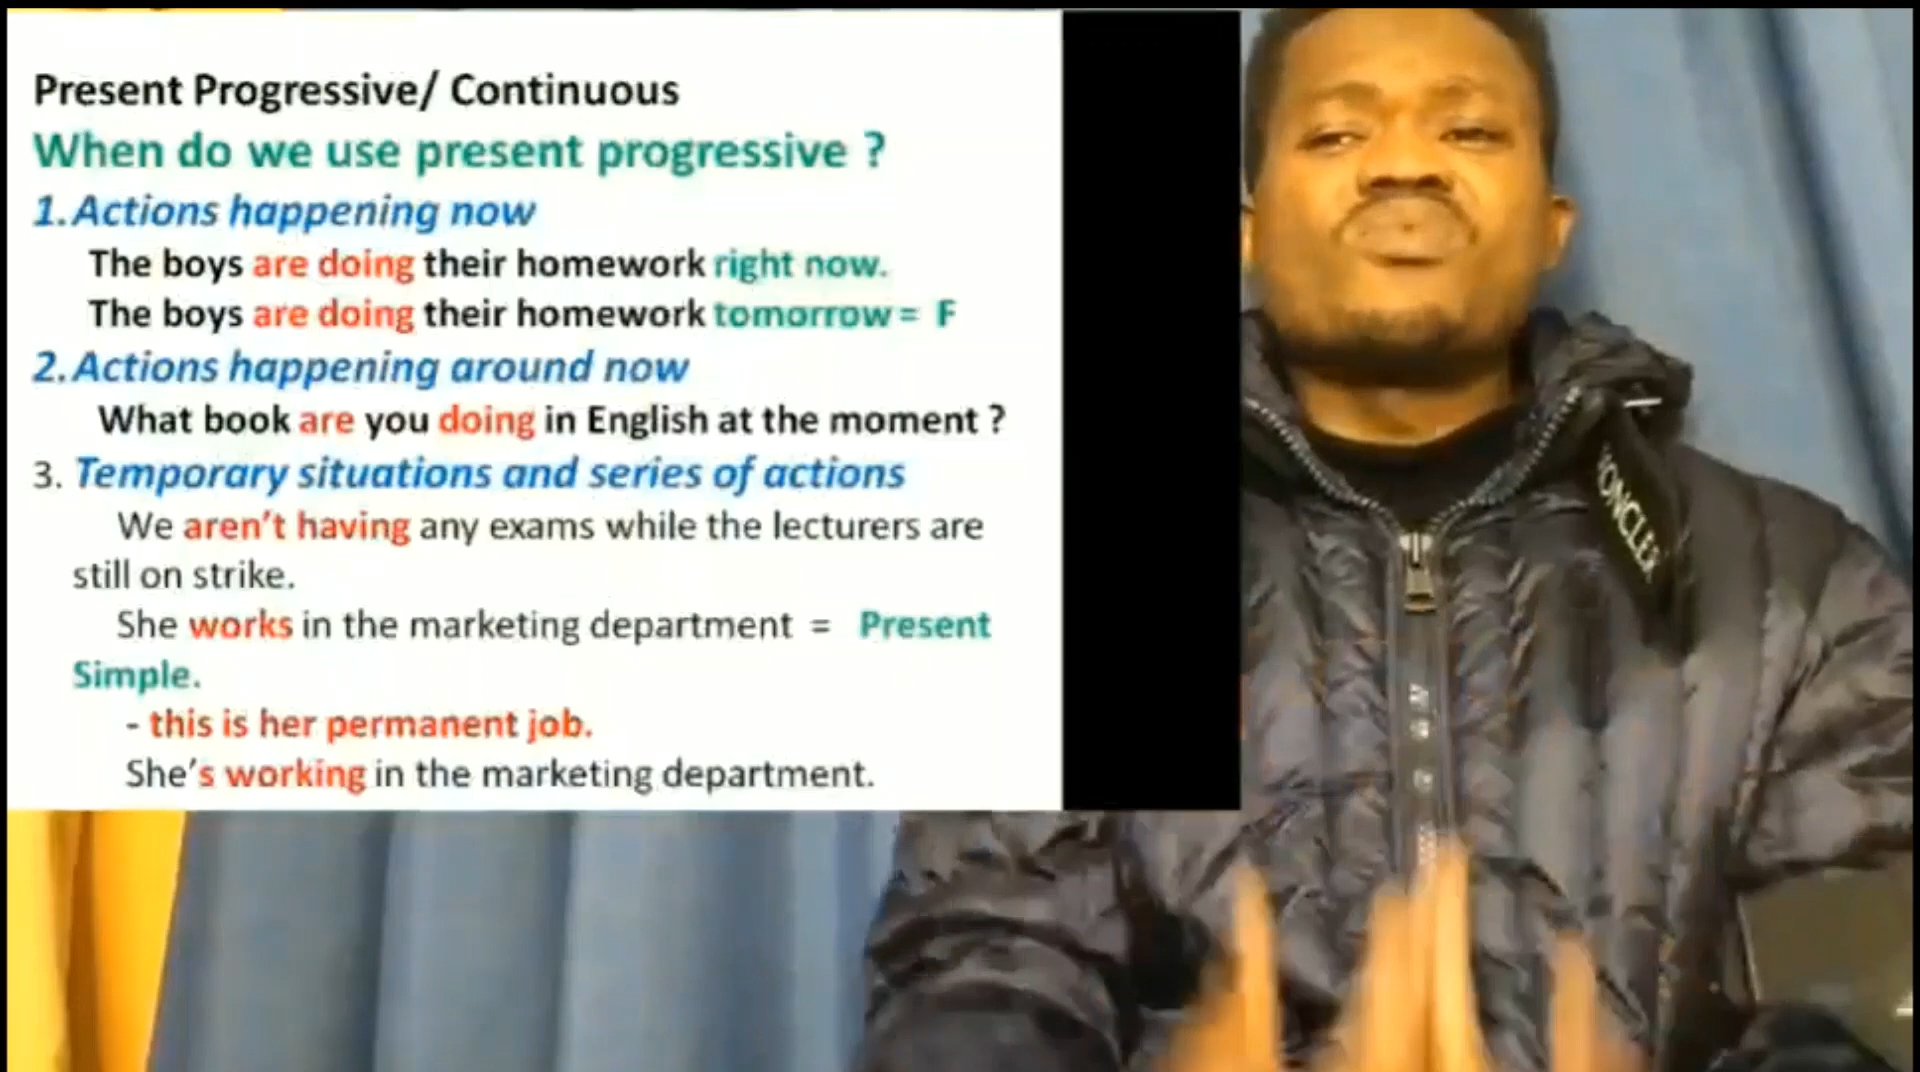 Present Progressive/ Continuous
When do we use present progressive ?
1. Actions happening now
The boys are doing their homework right now.
The boys are doing their homework tomorrow = F
2. Actions happening around now
What book are you doing in English at the moment ?
3. Temporary situations and series of actions
We aren't having any exams while the lecturers are
still on strike.
She works in the marketing department = Present
Simple.
- this is her permanent job.
She's working in the marketing department.
MONCLER